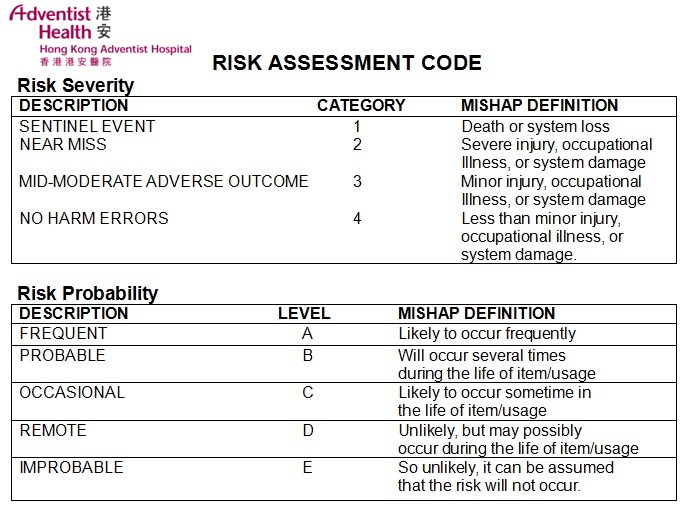 Adventist 港
Health 安
Hong Kong Adventist Hospital
香港港安醫院
RISK ASSESSMENT CODE
Risk Severity
DESCRIPTION CATEGORY MISHAP DEFINITION
SENTINEL EVENT 1 Death or system loss
NEAR MISS 2 Severe injury, occupational
Illness, or system damage
MID-MODERATE ADVERSE OUTCOME 3 Minor injury, occupational
Illness, or system damage
NO HARM ERRORS 4 Less than minor injury,
occupational illness, or
system damage.
Risk Probability
DESCRIPTION LEVEL MISHAP DEFINITION
FREQUENT A Likely to occur frequently
PROBABLE B Will occur several times
during the life of item/usage
OCCASIONAL C Likely to occur sometime in
the life of item/usage
REMOTE D Unlikely, but may possibly
occur during the life of item/usage
IMPROBABLE E So unlikely, it can be assumed
that the risk will not occur.